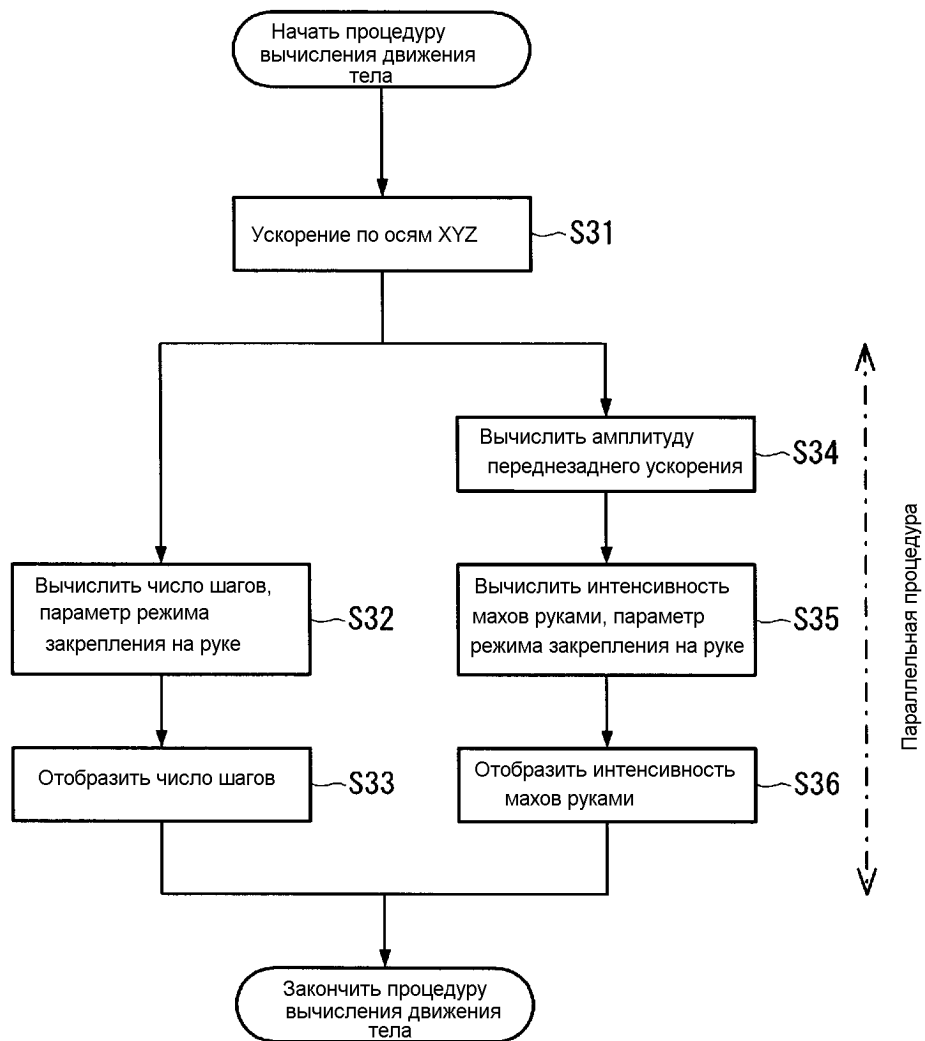 Начать процедуру
вычисления движения
тела
Ускорение по осям XYZ
S31
Вычислить амплитуду
переднезаднего ускорения
S34
Вычислить число шагов,
параметр режима
закрепления на руке
S32
Вычислить интенсивность
махов руками, параметр
режима закрепления на руке
S35
Отобразить число шагов
S33
Отобразить интенсивность
махов руками
S36
Параллельная процедура
Закончить процедуру
вычисления движения
тела